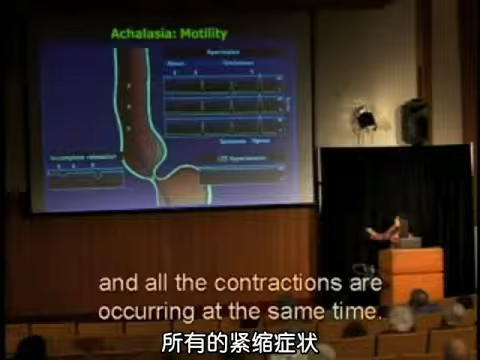 Achalasia: Motility
Aperistalsis
Incomplete relaxation
LES Hypertension
and all the contractions are
occurring at the same time.
所有的紧缩症状